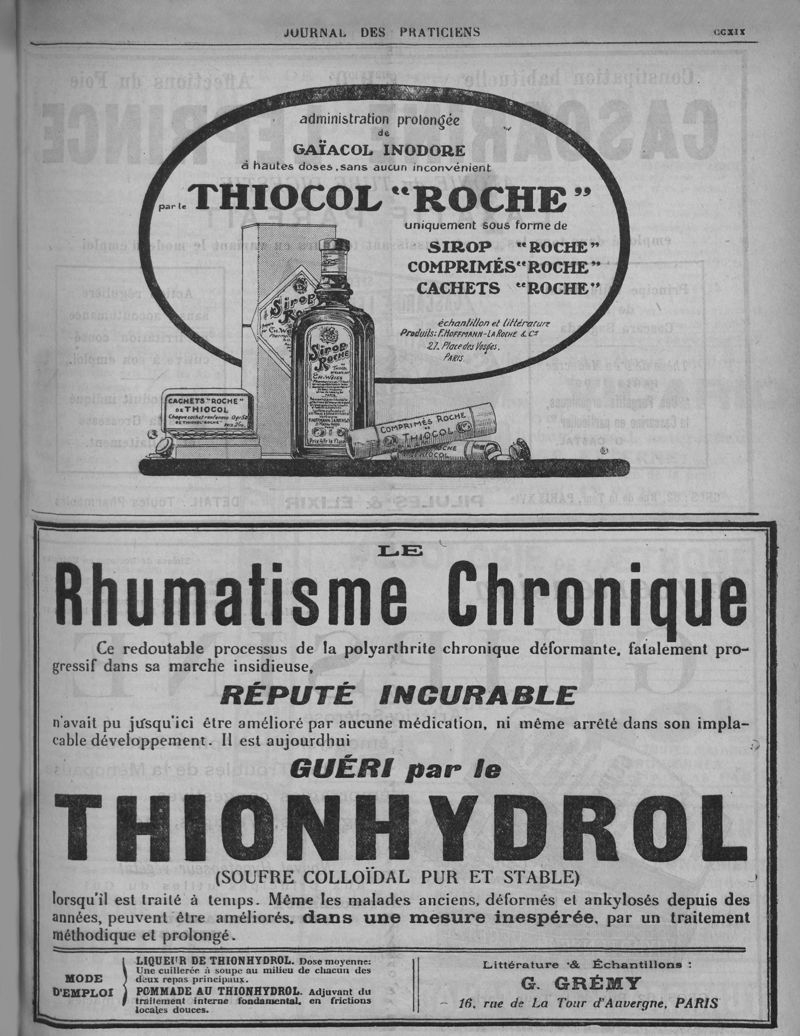 JOURNAL DES PRATICIENS
CCXIX
administration prolongée
de
GAÏACOL INODORE
à hautes doses, sans aucun inconvénient
par le THIOCOL "ROCHE"
uniquement sous forme de
SIROP "ROCHE"
COMPRIMÉS "ROCHE"
CACHETS "ROCHE"
échantillon et littérature
Produits: F. HOFFMANN-LA ROCHE & Cie
21, Place des Vosges,
PARIS
Sirop
Roche
Sirop
ROCHE
CACHETS "ROCHE"
DE THIOCOL
COMPRIMÉS ROCHE
THIOCOL
LE
Rhumatisme Chronique
Ce redoutable processus de la polyarthrite chronique déformante, fatalement pro-
gressif dans sa marche insidieuse,
RÉPUTÉ INCURABLE
n'avait pu jusqu'ici être amélioré par aucune médication, ni même arrêté dans son impla-
cable développement. Il est aujourd'hui
GUÉRI par le
THIONHYDROL
(SOUFRE COLLOÏDAL PUR ET STABLE)
lorsqu'il est traité à temps. Même les malades anciens, déformés et ankylosés depuis des
années, peuvent être améliorés, dans une mesure inespérée, par un traitement
méthodique et prolongé.
MODE
D'EMPLOI
LIQUEUR DE THIONHYDROL. Dose moyenne:
Une cuillerée à soupe au milieu de chacun des
deux repas principaux.
POMMADE AU THIONHYDROL. Adjuvant du
traitement interne fondamental, en frictions
locales douces.
Littérature & Échantillons :
G. GRÉMY
16, rue de La Tour d'Auvergne, PARIS